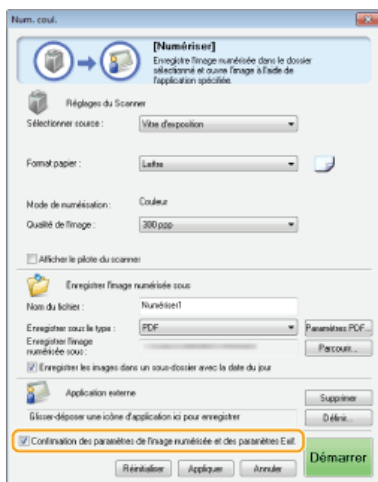 Num. coul.
[Numériser]
Enregistre l'image numérisée dans le dossier
sélectionné et ouvre l'image à l'aide de
l'application spécifiée.
Réglages du Scanner
Sélectionner source : Vitre d'exposition
Format papier : Lettre
Mode de numérisation : Couleur
Qualité de l'image : 300 ppp
Afficher le pilote du scanner
Enregistrer l'image numérisée sous
Nom du fichier : Numériser1
Enregistrer sous le type : PDF Paramètres PDF...
Enregistrer l'image
numérisée sous : Parcourir...
Enregistrer les images dans un sous-dossier avec la date du jour
Application externe Supprimer
Glisser-déposer une icône d'application ici pour enregistrer Définir...
Confirmation des paramètres de l'image numérisée et des paramètres Exif.
Démarrer
Réinitialiser Appliquer Annuler